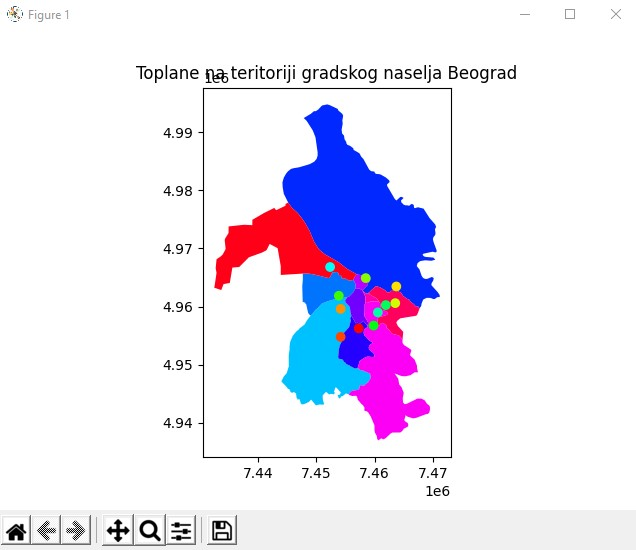 Figure 1
Toplane na teritoriji gradskog naselja Beograd
1e6
4.99
4.98
4.97
4.96
4.95
4.94
7.44 7.45 7.46 7.47
1e6